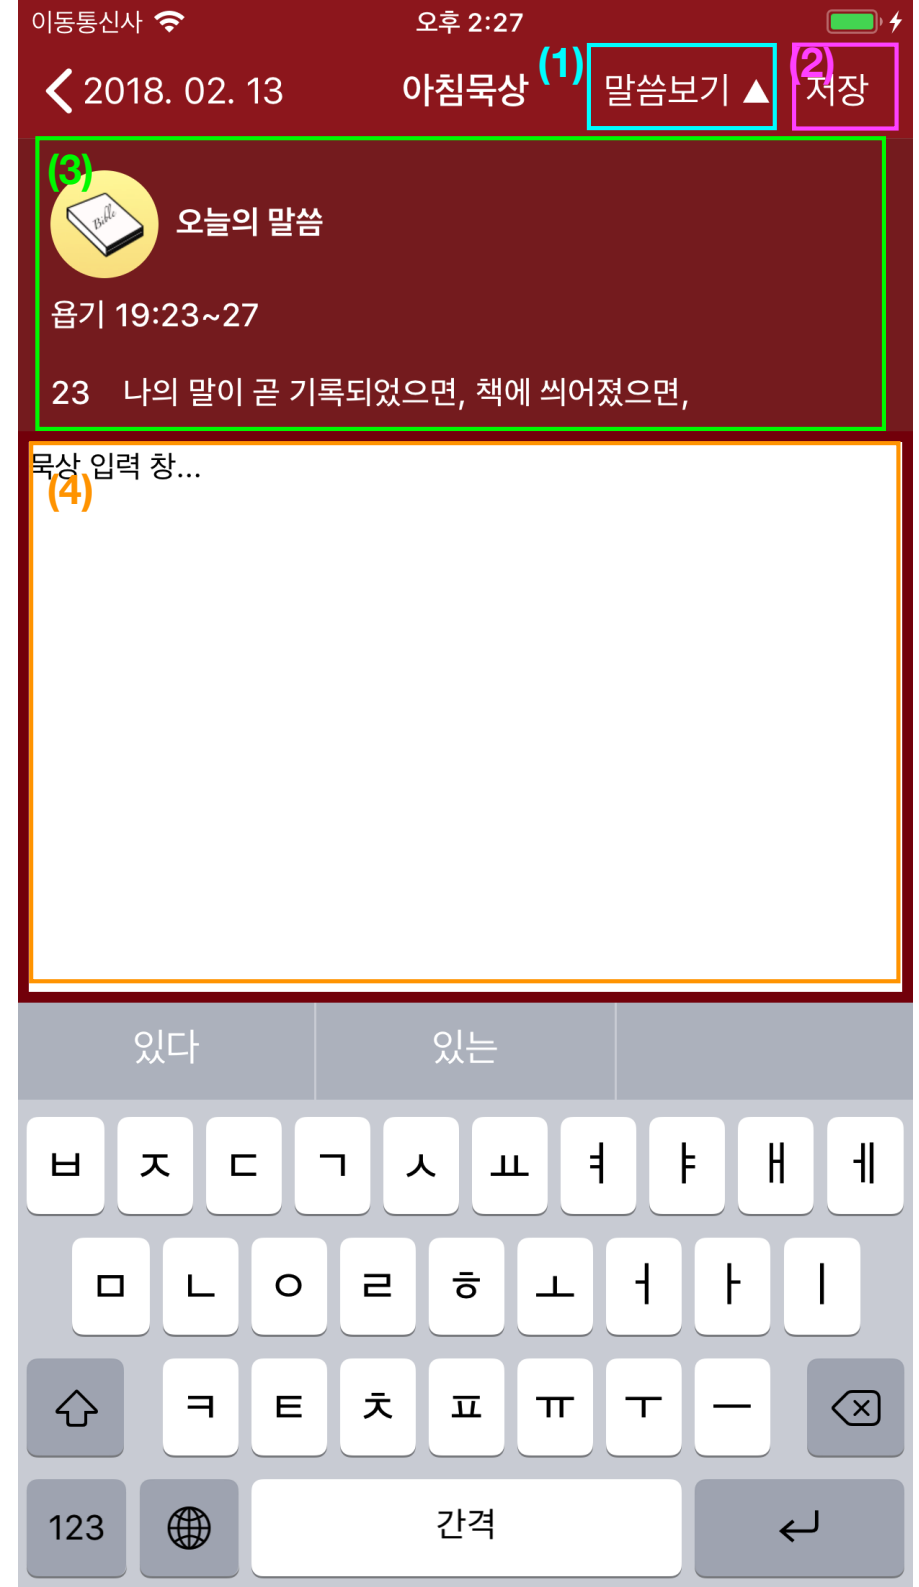 이동통신사 오후 2:27
2018. 02. 13 아침묵상 (1) 말씀보기 ▲ (2) 저장
(3)
Bible
오늘의 말씀
욥기 19:23~27
23 나의 말이 곧 기록되었으면, 책에 씌어졌으면,
묵상 입력 창...
(4)
있다 있는
ㅂ ㅈ ㄷ ㄱ ㅅ ㅛ ㅕ ㅑ ㅐ ㅔ
ㅁ ㄴ ㅇ ㄹ ㅎ ㅗ ㅓ ㅏ ㅣ
ㅋ ㅌ ㅊ ㅍ ㅠ ㅜ ㅡ
123 간격